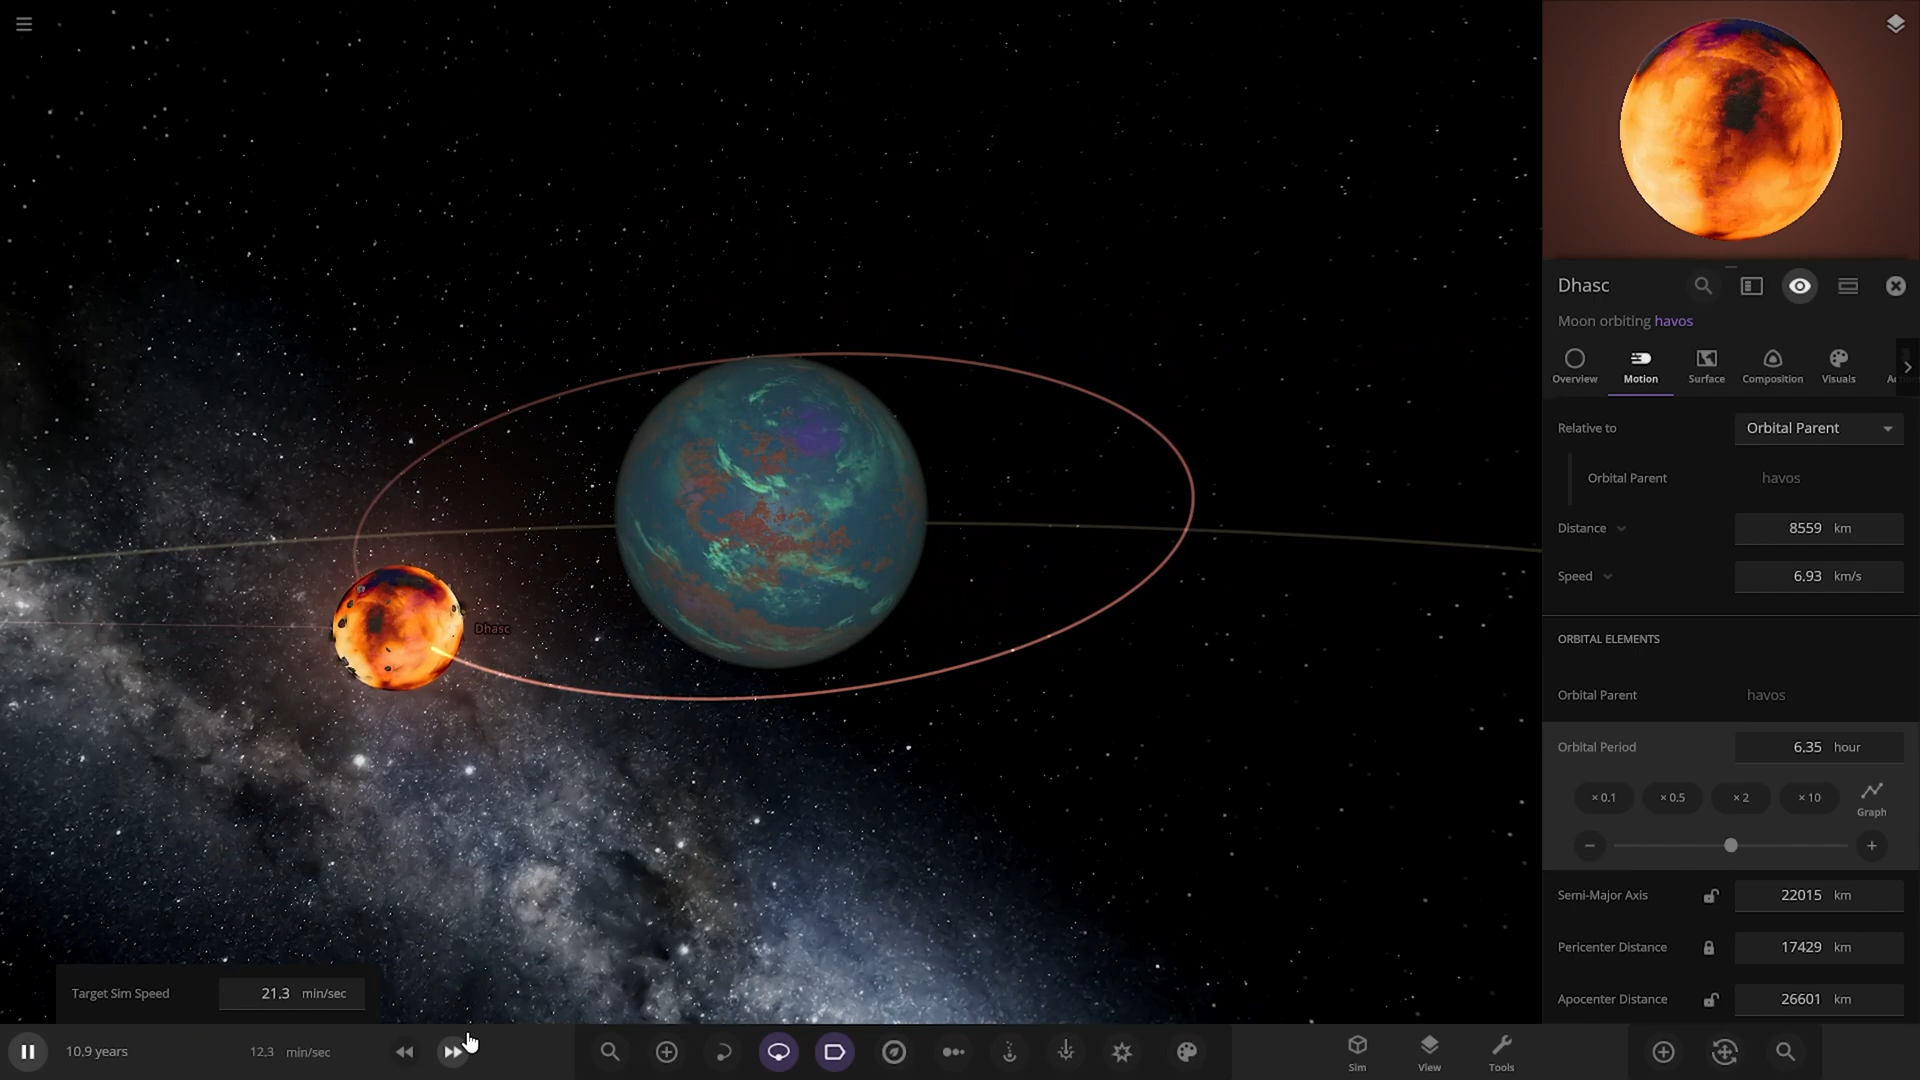 Dhasc
Moon orbiting havos
Overview
Motion
Surface
Composition
Visuals
Relative to
Orbital Parent
Orbital Parent
havos
Distance
8559 km
Speed
6.93 km/s
ORBITAL ELEMENTS
Orbital Parent
havos
Orbital Period
6.35 hour
× 0.1
× 0.5
× 2
× 10
Graph
Semi-Major Axis
22015 km
Pericenter Distance
17429 km
Apocenter Distance
26601 km
Dhasc
Target Sim Speed
21.3 min/sec
10.9 years
12.3 min/sec
Sim
View
Tools